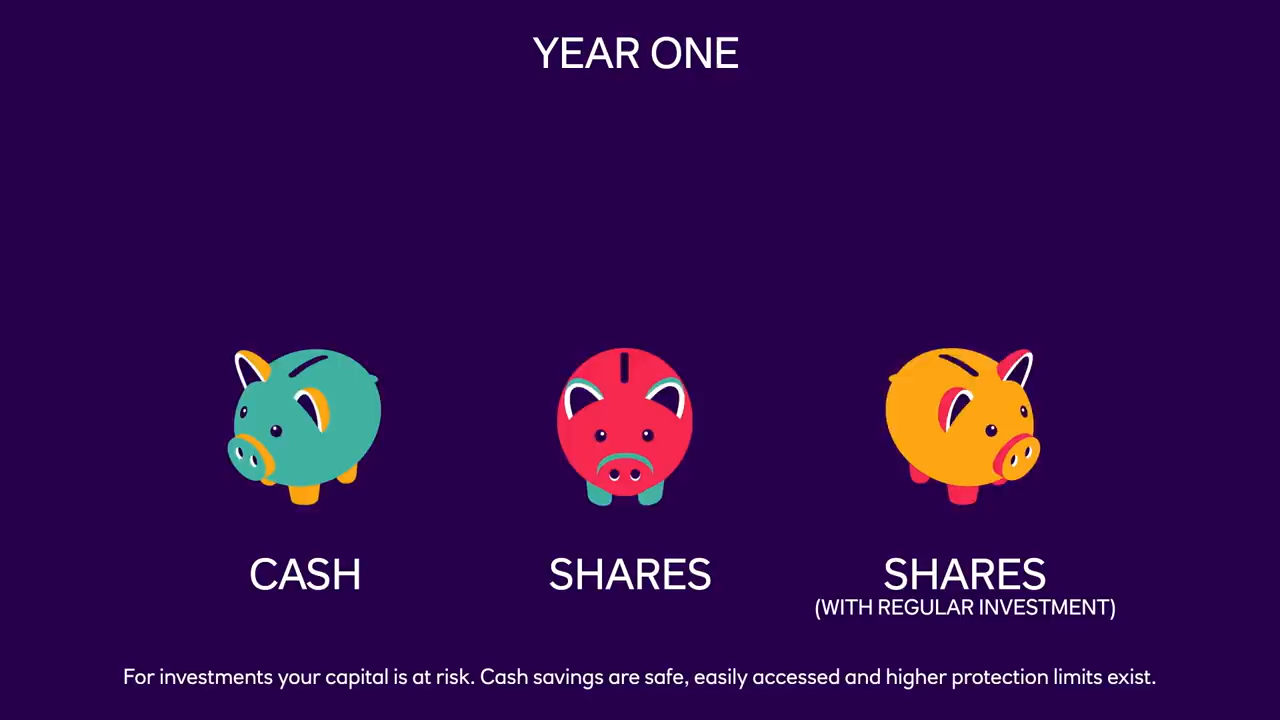 YEAR ONE
CASH
SHARES
SHARES
(WITH REGULAR INVESTMENT)
For investments your capital is at risk. Cash savings are safe, easily accessed and higher protection limits exist.